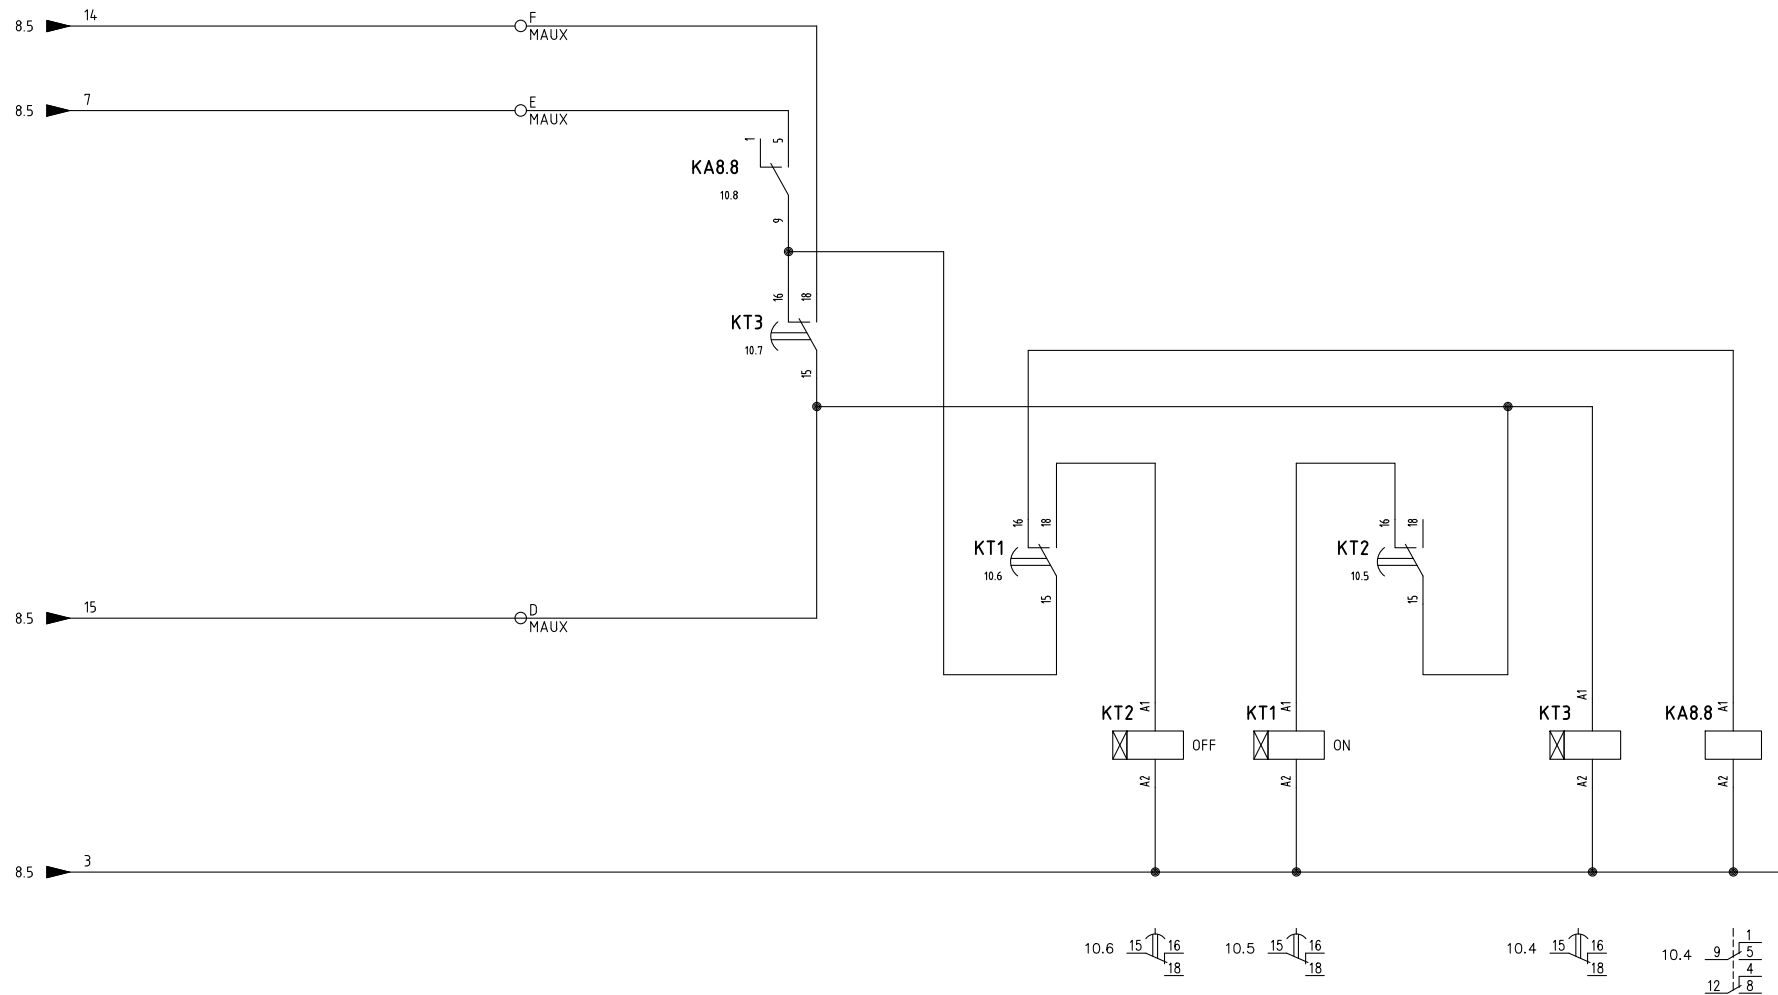 8.5 14 F
MAUX
8.5 7 E
MAUX
1 5
KA8.8
10.8
9
16 18
KT3
10.7
15
16 18 16 18
KT1 KT2
10.6 10.5
15 15
8.5 15 D
MAUX
A1 A1 A1 A1
KT2 KT1 KT3 KA8.8
OFF ON
A2 A2 A2 A2
8.5 3
10.6 15 16 10.5 15 16 10.4 15 16 10.4 9 1
18 18 18 5
4
12 8